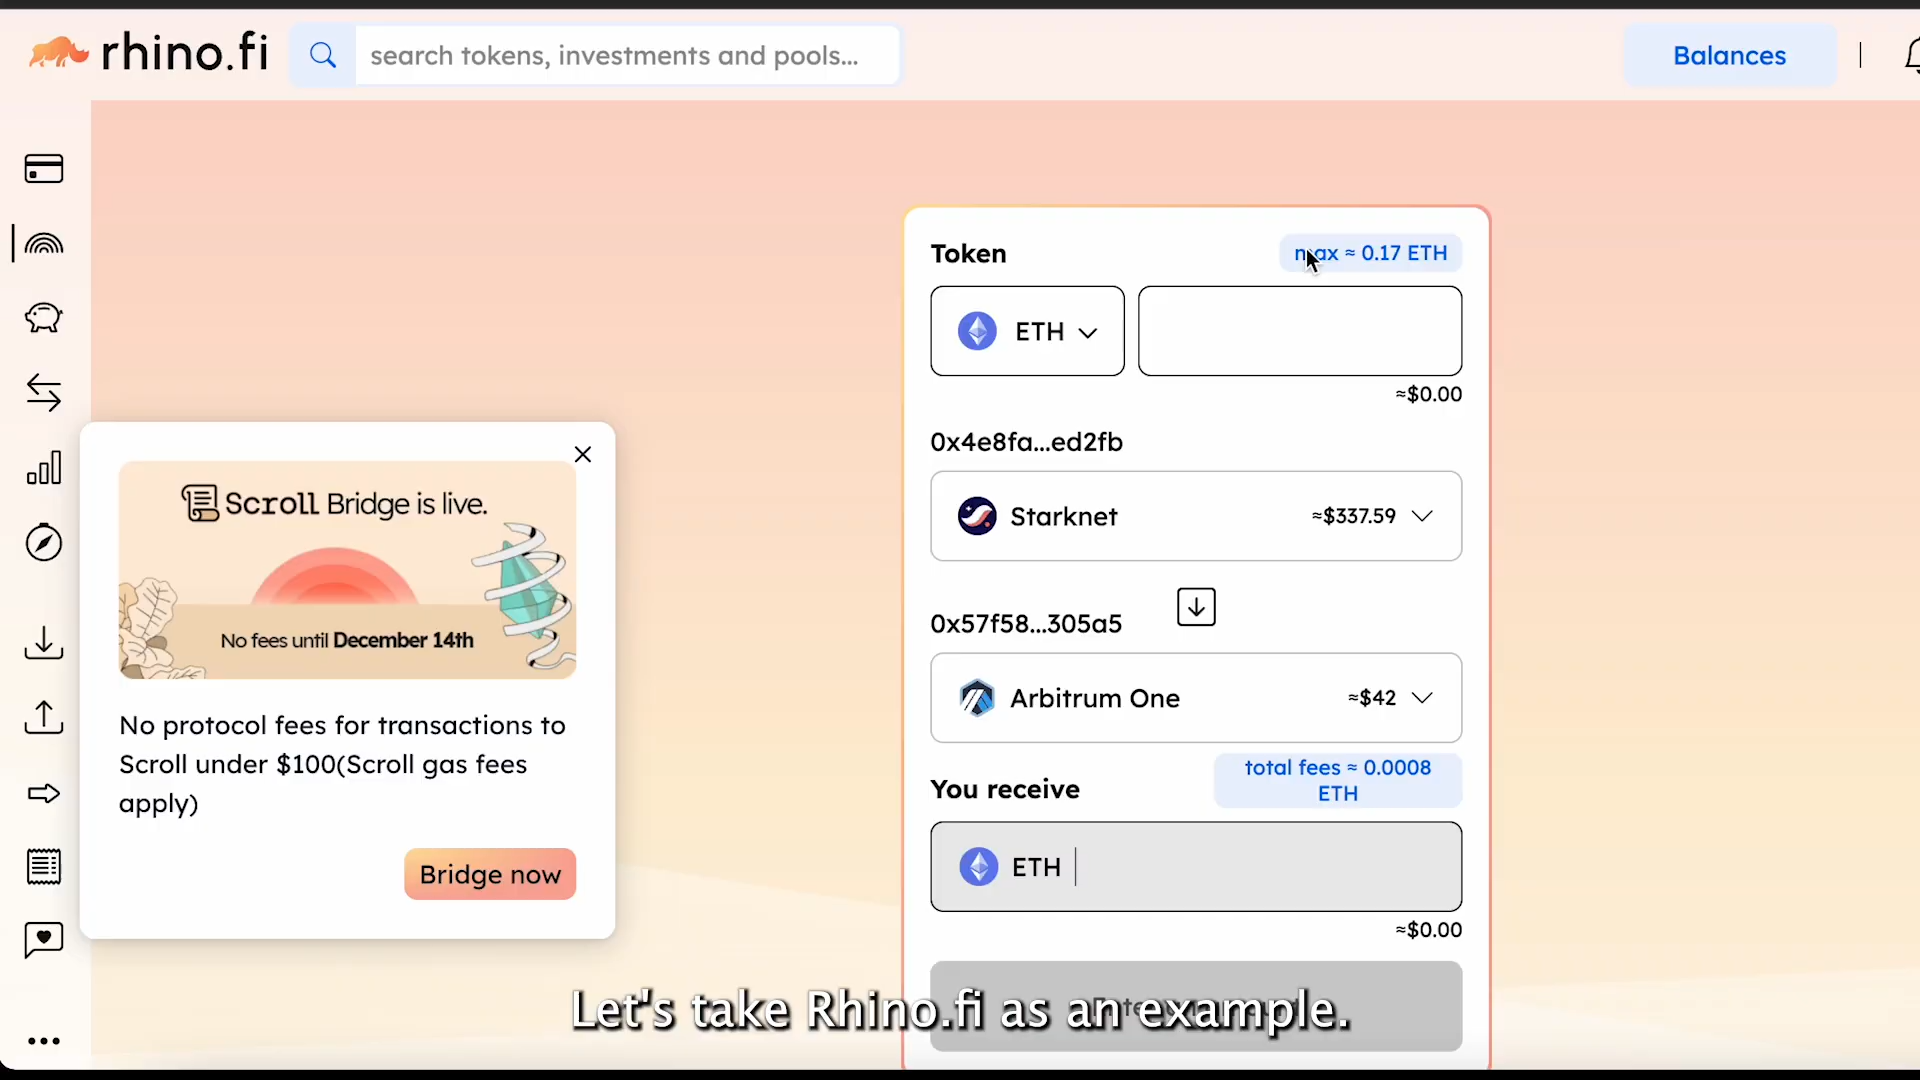 rhino.fi
search tokens, investments and pools...
Balances
Token
max ≈ 0.17 ETH
ETH
≈$0.00
0x4e8fa...ed2fb
Starknet
≈$337.59
0x57f58...305a5
Arbitrum One
≈$42
You receive
total fees ≈ 0.0008
ETH
ETH
≈$0.00
Scroll Bridge is live.
No fees until December 14th
No protocol fees for transactions to
Scroll under $100(Scroll gas fees
apply)
Bridge now
Let's take Rhino.fi as an example.